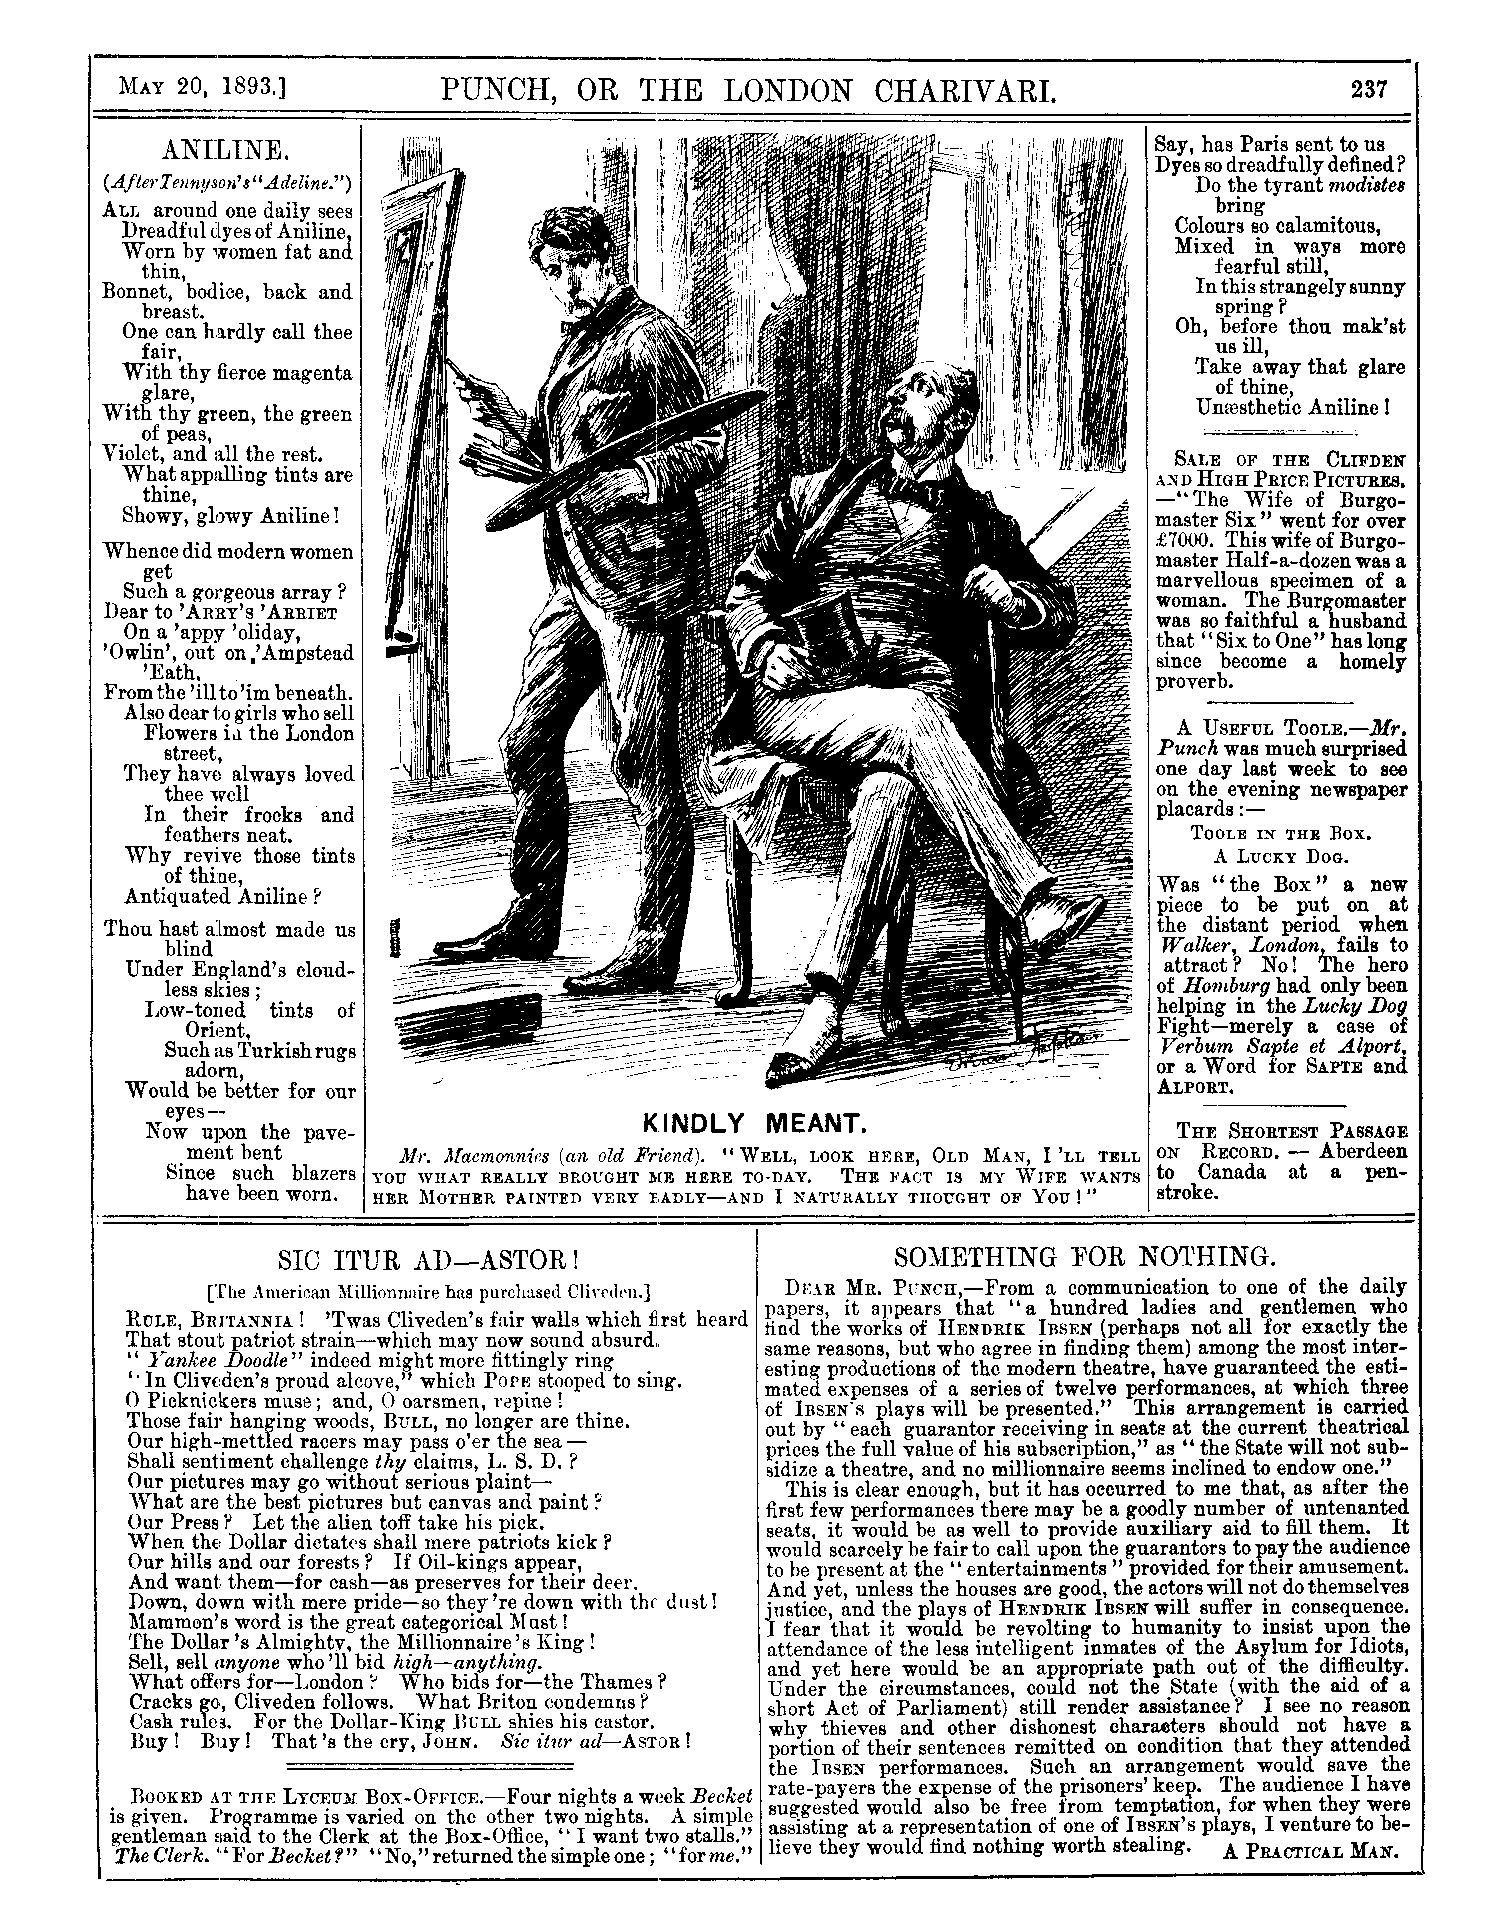 MAY 20, 1893.]
PUNCH, OR THE LONDON CHARIVARI.
237
ANILINE.
(After Tennyson's "Adeline.")
ALL around one daily sees
Dreadful dyes of Aniline,
Worn by women fat and
thin,
Bonnet, bodice, back and
breast.
One can hardly call thee
fair,
With thy fierce magenta
glare,
With thy green, the green
of peas,
Violet, and all the rest.
What appalling tints are
thine,
Showy, glowy Aniline!
Whence did modern women
get
Such a gorgeous array?
Dear to 'ARRY'S 'ARRIET
On a 'appy 'oliday,
'Owlin', out on 'Ampstead
'Eath,
From the 'ill to 'im beneath.
Also dear to girls who sell
Flowers in the London
street,
They have always loved
thee well
In their frocks and
feathers neat.
Why revive those tints
of thine,
Antiquated Aniline?
Thou hast almost made us
blind
Under England's cloud-
less skies;
Low-toned tints of
Orient,
Such as Turkish rugs
adorn,
Would be better for our
eyes—
Now upon the pave-
ment bent
Since such blazers
have been worn.
KINDLY MEANT.
Mr. Macmonnies (an old Friend). "WELL, LOOK HERE, OLD MAN, I'LL TELL
YOU WHAT REALLY BROUGHT ME HERE TO-DAY. THE FACT IS MY WIFE WANTS
HER MOTHER PAINTED VERY BADLY—AND I NATURALLY THOUGHT OF YOU!"
Say, has Paris sent to us
Dyes so dreadfully defined?
Do the tyrant modistes
bring
Colours so calamitous,
Mixed in ways more
fearful still,
In this strangely sunny
spring?
Oh, before thou mak'st
us ill,
Take away that glare
of thine,
Unæsthetic Aniline!
SALE OF THE CLIFDEN
AND HIGH PRICE PICTURES.
—"The Wife of Burgo-
master Six" went for over
£7000. This wife of Burgo-
master Half-a-dozen was a
marvellous specimen of a
woman. The Burgomaster
was so faithful a husband
that "Six to One" has long
since become a homely
proverb.
A USEFUL TOOLE.—Mr.
Punch was much surprised
one day last week to see
on the evening newspaper
placards:—
TOOLE IN THE BOX.
A LUCKY DOG.
Was "the Box" a new
piece to be put on at
the distant period when
Walker, London, fails to
attract? No! The hero
of Homburg had only been
helping in the Lucky Dog
Fight—merely a case of
Verbum Sapte et Alport,
or a Word for SAPTE and
ALPORT.
THE SHORTEST PASSAGE
ON RECORD. — Aberdeen
to Canada at a pen-
stroke.
SIC ITUR AD—ASTOR!
[The American Millionnaire has purchased Cliveden.]
RULE, BRITANNIA! 'Twas Cliveden's fair walls which first heard
That stout patriot strain—which may now sound absurd.
"Yankee Doodle" indeed might more fittingly ring
"In Cliveden's proud alcove," which POPE stooped to sing.
O Picknickers muse; and, O oarsmen, repine!
Those fair hanging woods, BULL, no longer are thine.
Our high-mettled racers may pass o'er the sea—
Shall sentiment challenge thy claims, L. S. D.?
Our pictures may go without serious plaint—
What are the best pictures but canvas and paint?
Our Press? Let the alien toff take his pick.
When the Dollar dictates shall mere patriots kick?
Our hills and our forests? If Oil-kings appear,
And want them—for cash—as preserves for their deer.
Down, down with mere pride—so they're down with the dust!
Mammon's word is the great categorical Must!
The Dollar's Almighty, the Millionnaire's King!
Sell, sell anyone who'll bid high—anything.
What offers for—London? Who bids for—the Thames?
Cracks go, Cliveden follows. What Briton condemns?
Cash rules. For the Dollar-King BULL shies his castor.
Buy! Buy! That's the cry, JOHN. Sic itur ad—ASTOR!
BOOKED AT THE LYCEUM BOX-OFFICE.—Four nights a week Becket
is given. Programme is varied on the other two nights. A simple
gentleman said to the Clerk at the Box-Office, "I want two stalls."
The Clerk. "For Becket?" "No," returned the simple one; "for me."
SOMETHING FOR NOTHING.
DEAR MR. PUNCH,—From a communication to one of the daily
papers, it appears that "a hundred ladies and gentlemen who
find the works of HENDRIK IBSEN (perhaps not all for exactly the
same reasons, but who agree in finding them) among the most inter-
esting productions of the modern theatre, have guaranteed the esti-
mated expenses of a series of twelve performances, at which three
of IBSEN'S plays will be presented." This arrangement is carried
out by "each guarantor receiving in seats at the current theatrical
prices the full value of his subscription," as "the State will not sub-
sidize a theatre, and no millionnaire seems inclined to endow one."
This is clear enough, but it has occurred to me that, as after the
first few performances there may be a goodly number of untenanted
seats, it would be as well to provide auxiliary aid to fill them. It
would scarcely be fair to call upon the guarantors to pay the audience
to be present at the "entertainments" provided for their amusement.
And yet, unless the houses are good, the actors will not do themselves
justice, and the plays of HENDRIK IBSEN will suffer in consequence.
I fear that it would be revolting to humanity to insist upon the
attendance of the less intelligent inmates of the Asylum for Idiots,
and yet here would be an appropriate path out of the difficulty.
Under the circumstances, could not the State (with the aid of a
short Act of Parliament) still render assistance? I see no reason
why thieves and other dishonest characters should not have a
portion of their sentences remitted on condition that they attended
the IBSEN performances. Such an arrangement would save the
rate-payers the expense of the prisoners' keep. The audience I have
suggested would also be free from temptation, for when they were
assisting at a representation of one of IBSEN'S plays, I venture to be-
lieve they would find nothing worth stealing.
A PRACTICAL MAN.